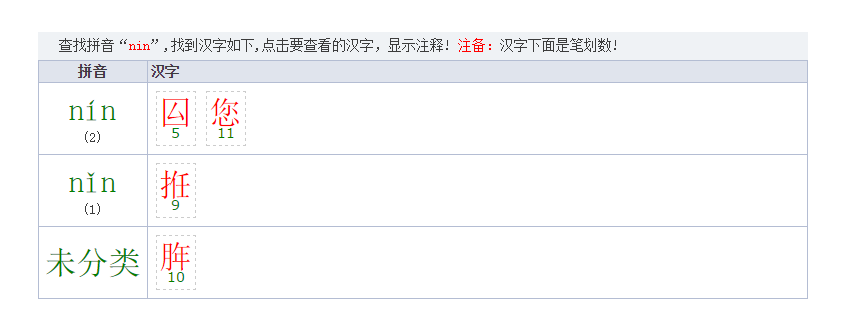 查找拼音“nin”,找到汉字如下,点击要查看的汉字，显示注释! 注备：汉字下面是笔划数!
拼音 汉字
nín 囜 您
(2) 5 11
nǐn 拰
(1) 9
未分类 脌
10